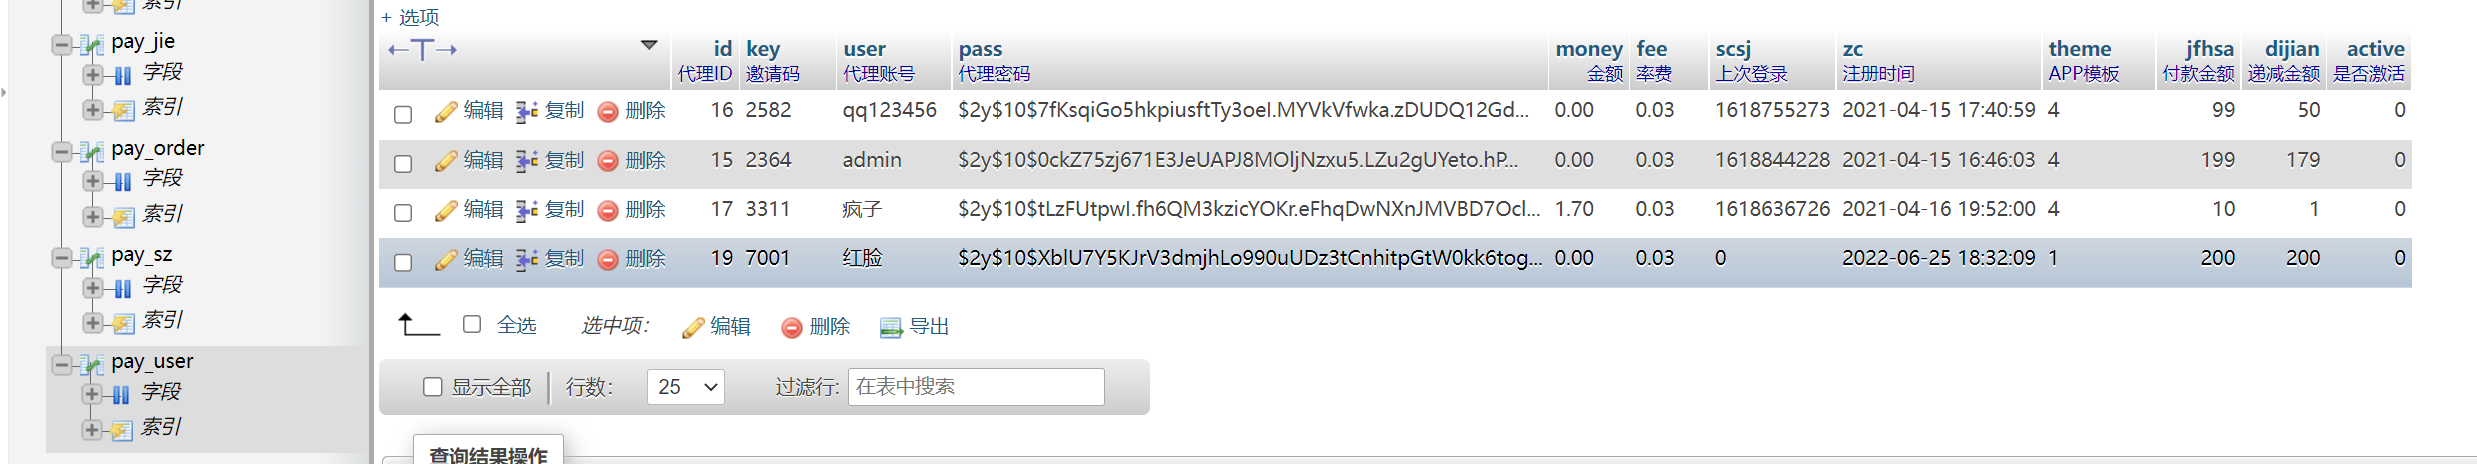 索引
pay_jie
字段
索引
pay_order
字段
索引
pay_sz
字段
索引
pay_user
字段
索引
+ 选项
←T→ id key user pass money fee scsj zc theme jfhsa dijian active
代理ID 邀请码 代理账号 代理密码 金额 率费 上次登录 注册时间 APP模板 付款金额 递减金额 是否激活
编辑 复制 删除 16 2582 qq123456 $2y$10$7fKsqiGo5hkpiusftTy3oeI.MYVkVfwka.zDUDQ12Gd... 0.00 0.03 1618755273 2021-04-15 17:40:59 4 99 50 0
编辑 复制 删除 15 2364 admin $2y$10$0ckZ75zj671E3JeUAPJ8MOljNzxu5.LZu2gUYeto.hP... 0.00 0.03 1618844228 2021-04-15 16:46:03 4 199 179 0
编辑 复制 删除 17 3311 疯子 $2y$10$tLzFUtpwI.fh6QM3kzicYOKr.eFhqDwNXnJMVBD7Ocl... 1.70 0.03 1618636726 2021-04-16 19:52:00 4 10 1 0
编辑 复制 删除 19 7001 红脸 $2y$10$XblU7Y5KJrV3dmjhLo990uUDz3tCnhitpGtW0kk6tog... 0.00 0.03 0 2022-06-25 18:32:09 1 200 200 0
全选 选中项： 编辑 删除 导出
显示全部 行数： 25 过滤行: 在表中搜索
查询结果操作